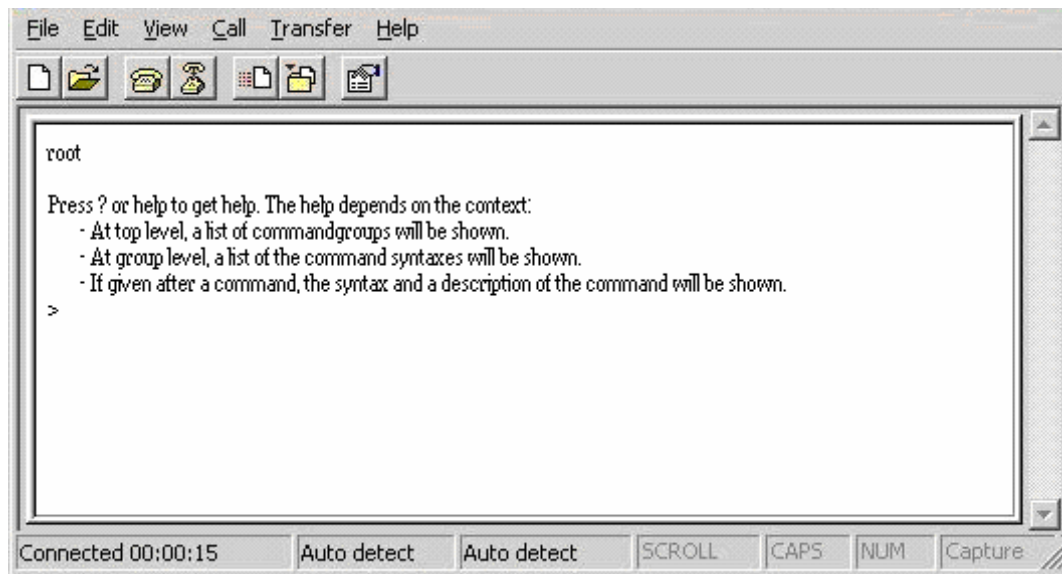 File Edit View Call Transfer Help
root
Press ? or help to get help. The help depends on the context:
- At top level, a list of commandgroups will be shown.
- At group level, a list of the command syntaxes will be shown.
- If given after a command, the syntax and a description of the command will be shown.
>
Connected 00:00:15 Auto detect Auto detect SCROLL CAPS NUM Capture